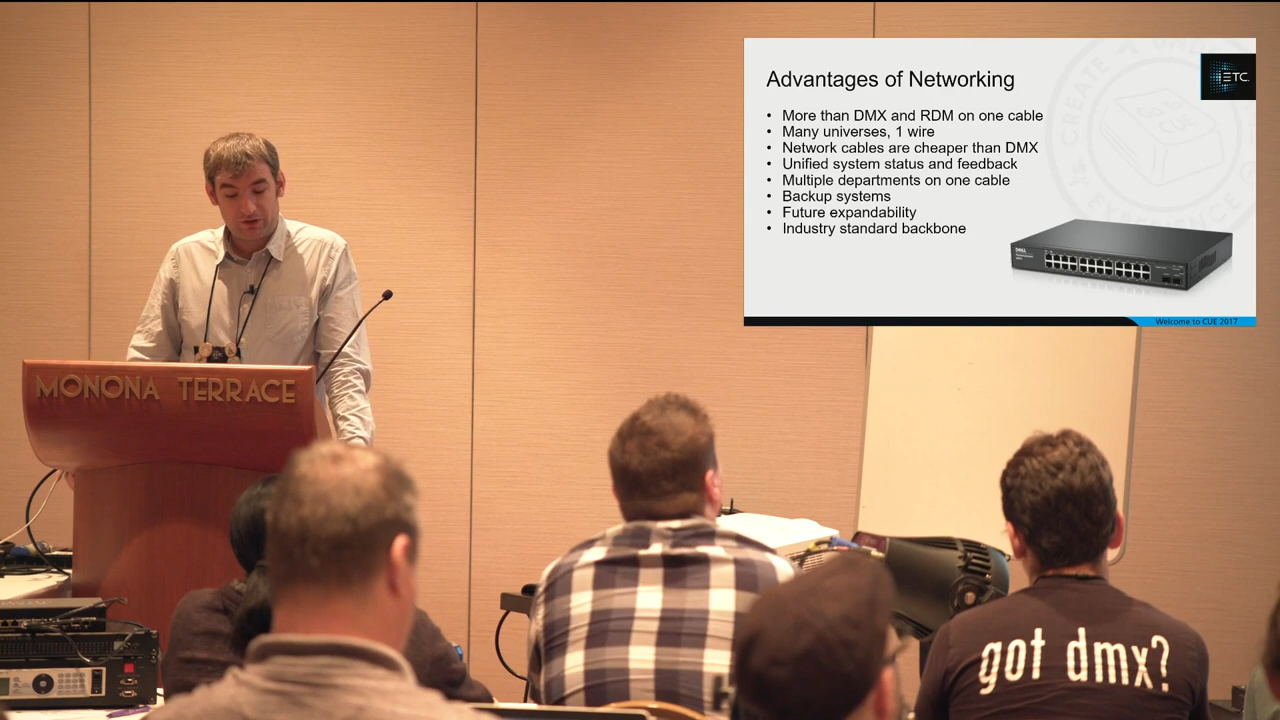 Advantages of Networking
ETC
• More than DMX and RDM on one cable
• Many universes, 1 wire
• Network cables are cheaper than DMX
• Unified system status and feedback
• Multiple departments on one cable
• Backup systems
• Future expandability
• Industry standard backbone
DELL
Welcome to CUE 2017
MONONA TERRACE
got dmx?